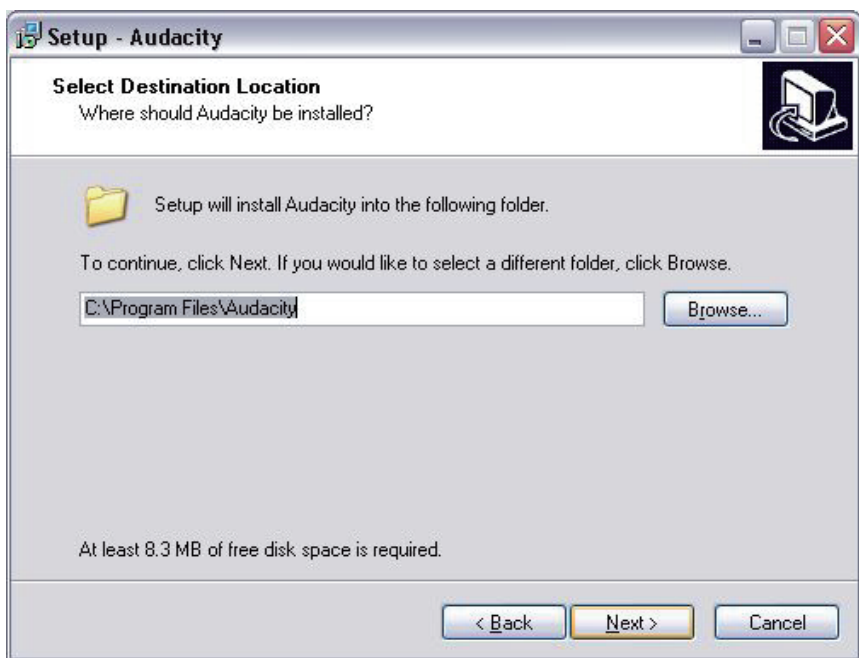 Setup - Audacity
Select Destination Location
Where should Audacity be installed?
Setup will install Audacity into the following folder.
To continue, click Next. If you would like to select a different folder, click Browse.
C:\Program Files\Audacity
Browse...
At least 8.3 MB of free disk space is required.
< Back
Next >
Cancel